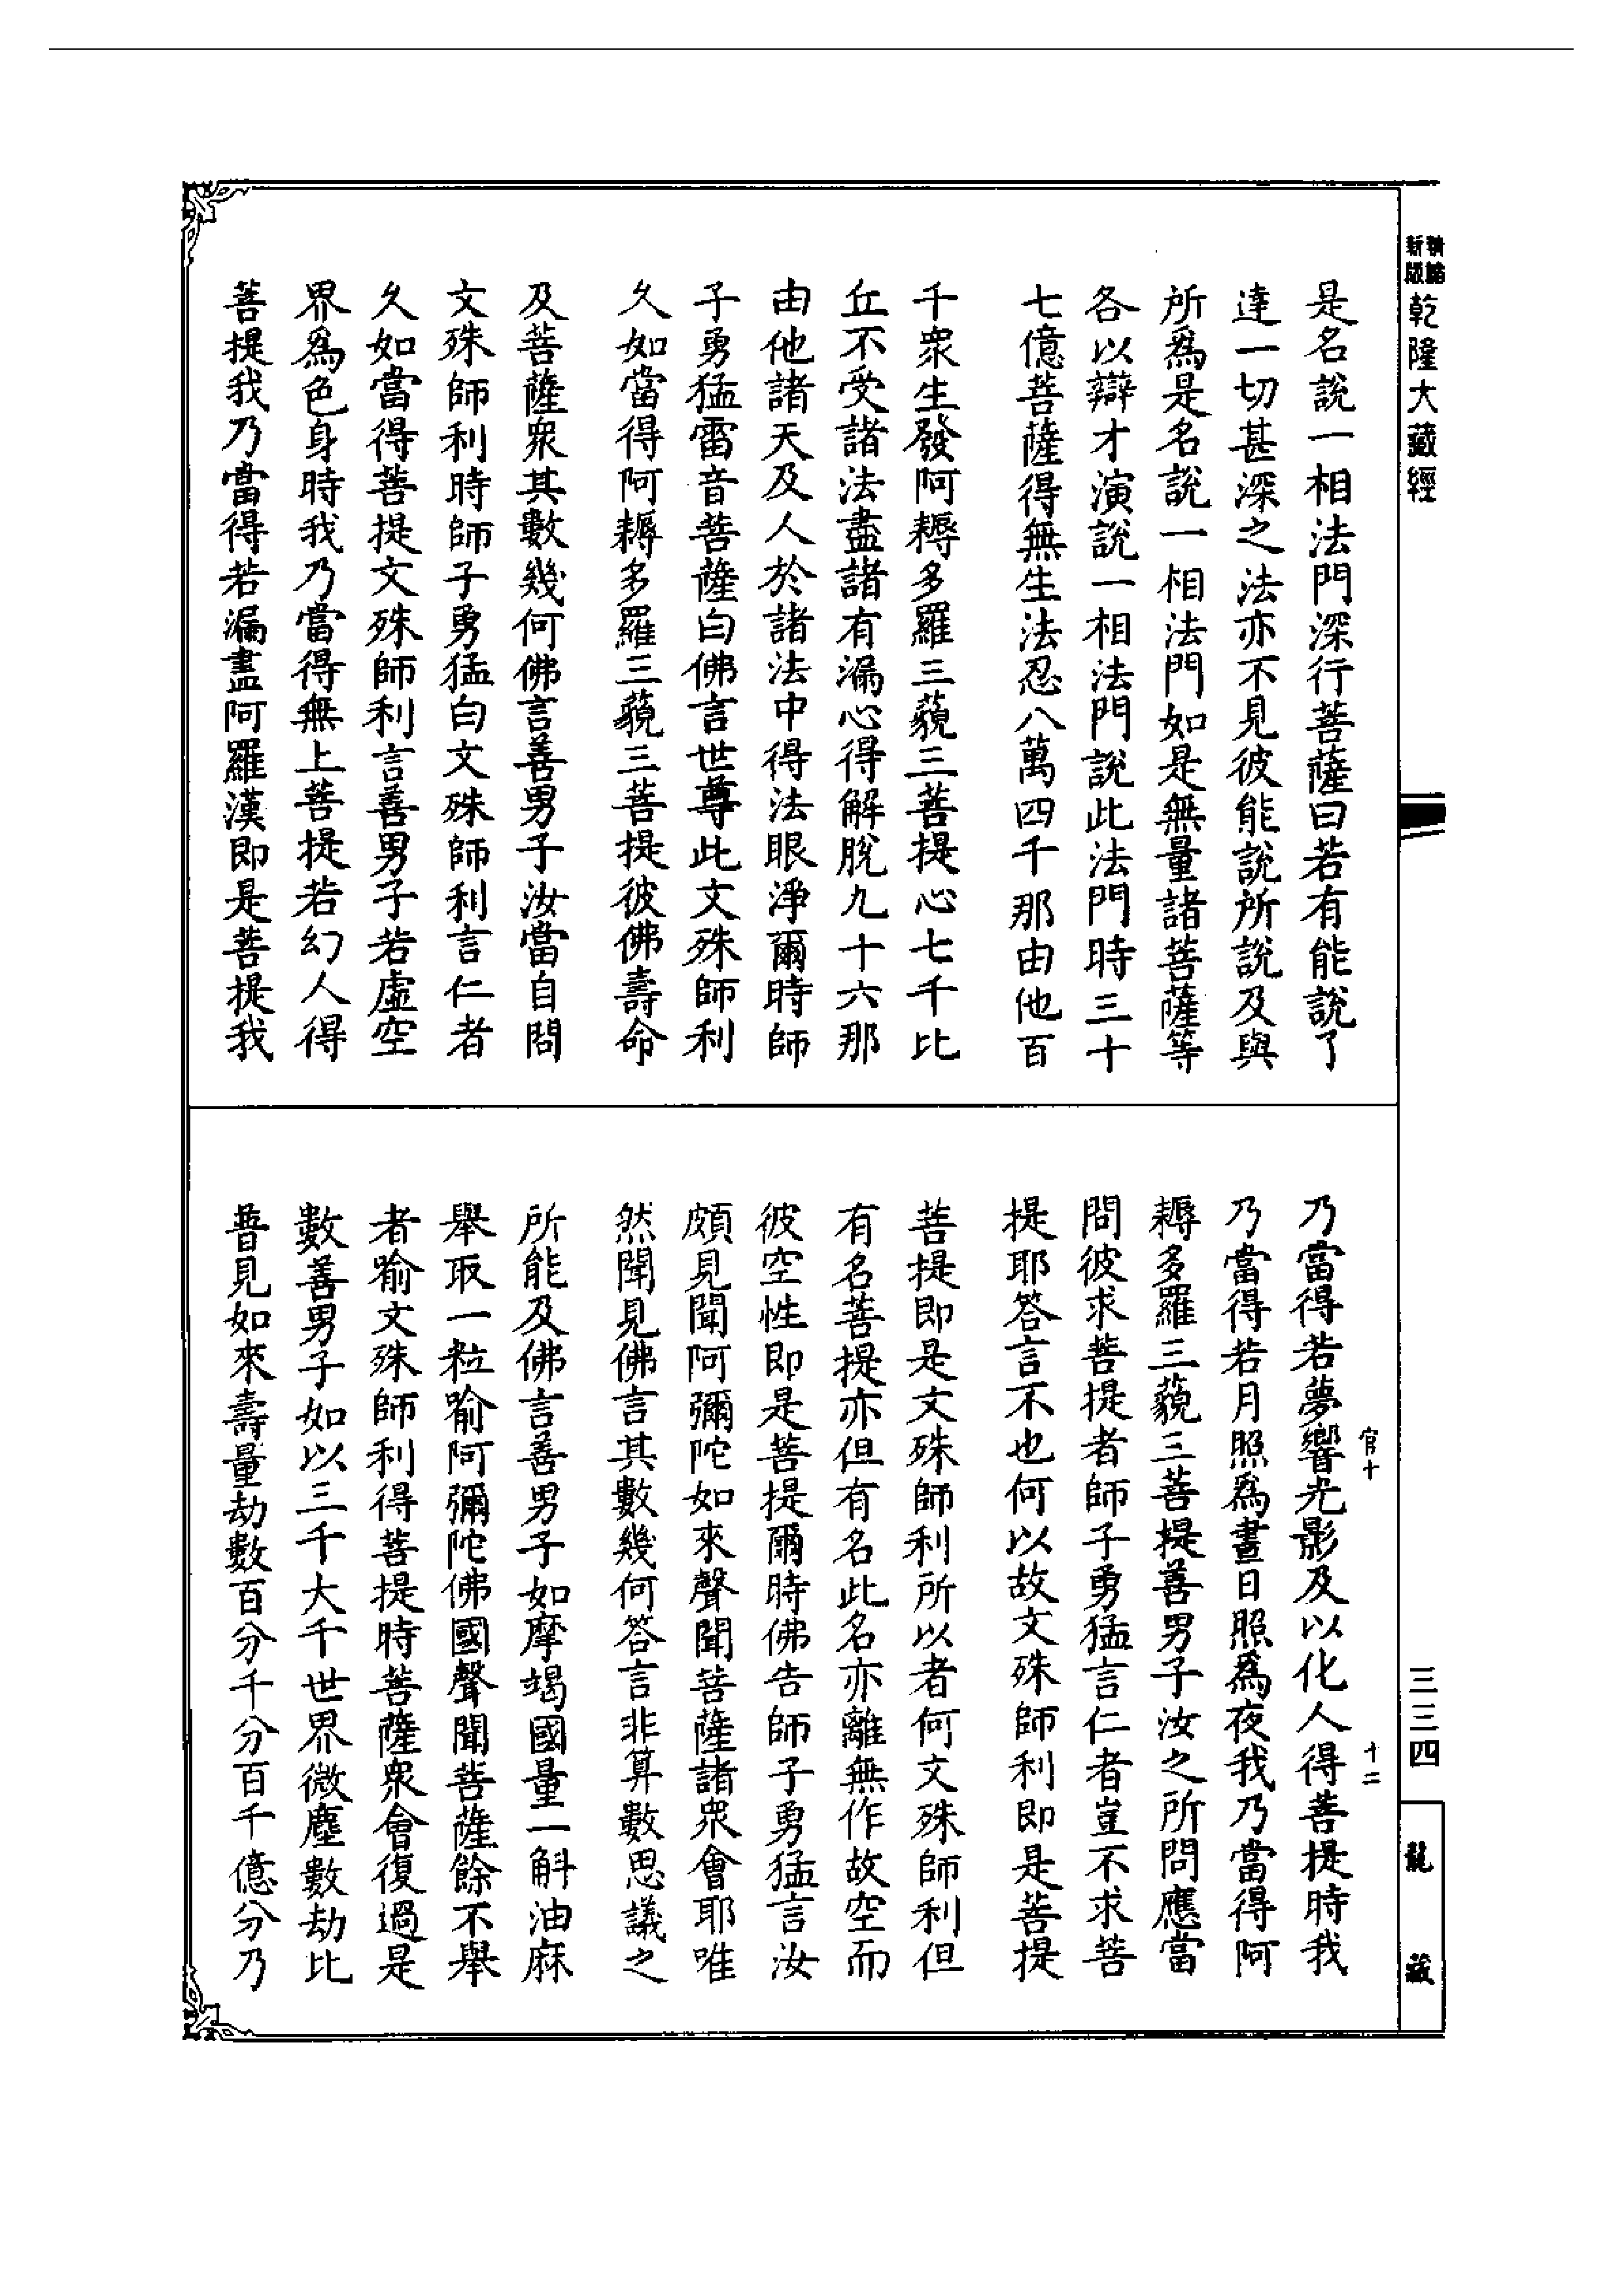 新版
精縮
乾隆大藏經
是名說一相法門深行菩薩曰若有能說了
達一切甚深之法亦不見彼能說所說及與
所爲是名說一相法門如是無量諸菩薩等
各以辯才演說一相法門說此法門時三十
七億菩薩得無生法忍八萬四千那由他百
千眾生發阿耨多羅三藐三菩提心七千比
丘不受諸法盡諸有漏心得解脫九十六那
由他諸天及人於諸法中得法眼淨爾時師
子勇猛雷音菩薩白佛言世尊此文殊師利
久如當得阿耨多羅三藐三菩提彼佛壽命
及菩薩眾其數幾何佛言善男子汝當自問
文殊師利時師子勇猛白文殊師利言仁者
久如當得菩提文殊師利言善男子若虛空
界爲色身時我乃當得無上菩提若幻人得
菩提我乃當得若漏盡阿羅漢即是菩提我
乃當得若夢響光影及以化人得菩提時我
乃當得若月照爲晝日照爲夜我乃當得阿
耨多羅三藐三菩提善男子汝之所問應當
問彼求菩提者師子勇猛言仁者豈不求菩
提耶答言不也何以故文殊師利即是菩提
菩提即是文殊師利所以者何文殊師利但
有名菩提亦但有名此名亦離無作故空而
彼空性即是菩提爾時佛告師子勇猛言汝
頗見聞阿彌陀如來聲聞菩薩諸眾會耶唯
然聞見佛言其數幾何答言非算數思議之
所能及佛言善男子如摩竭國量一斛油麻
舉取一粒喻阿彌陀佛國聲聞菩薩餘不舉
者喻文殊師利得菩提時菩薩眾會復過是
數善男子如以三千大千世界微塵數劫比
普見如來壽量劫數百分千分百千億分乃
官十
十二
三三四
龍藏